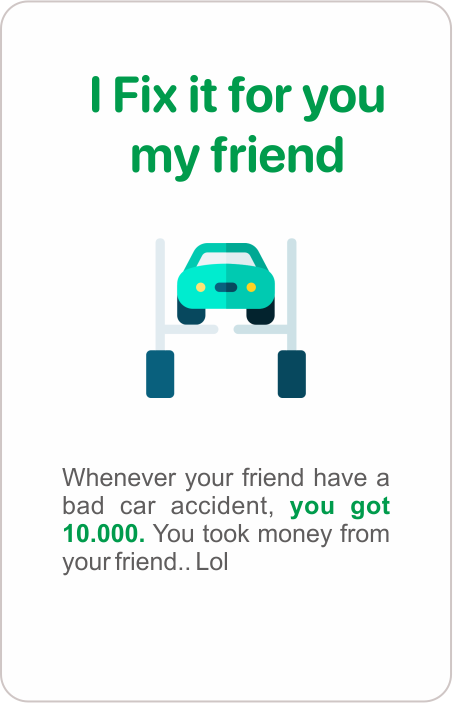 I Fix it for you
my friend
Whenever your friend have a
bad car accident, you got
10.000. You took money from
your friend.. Lol